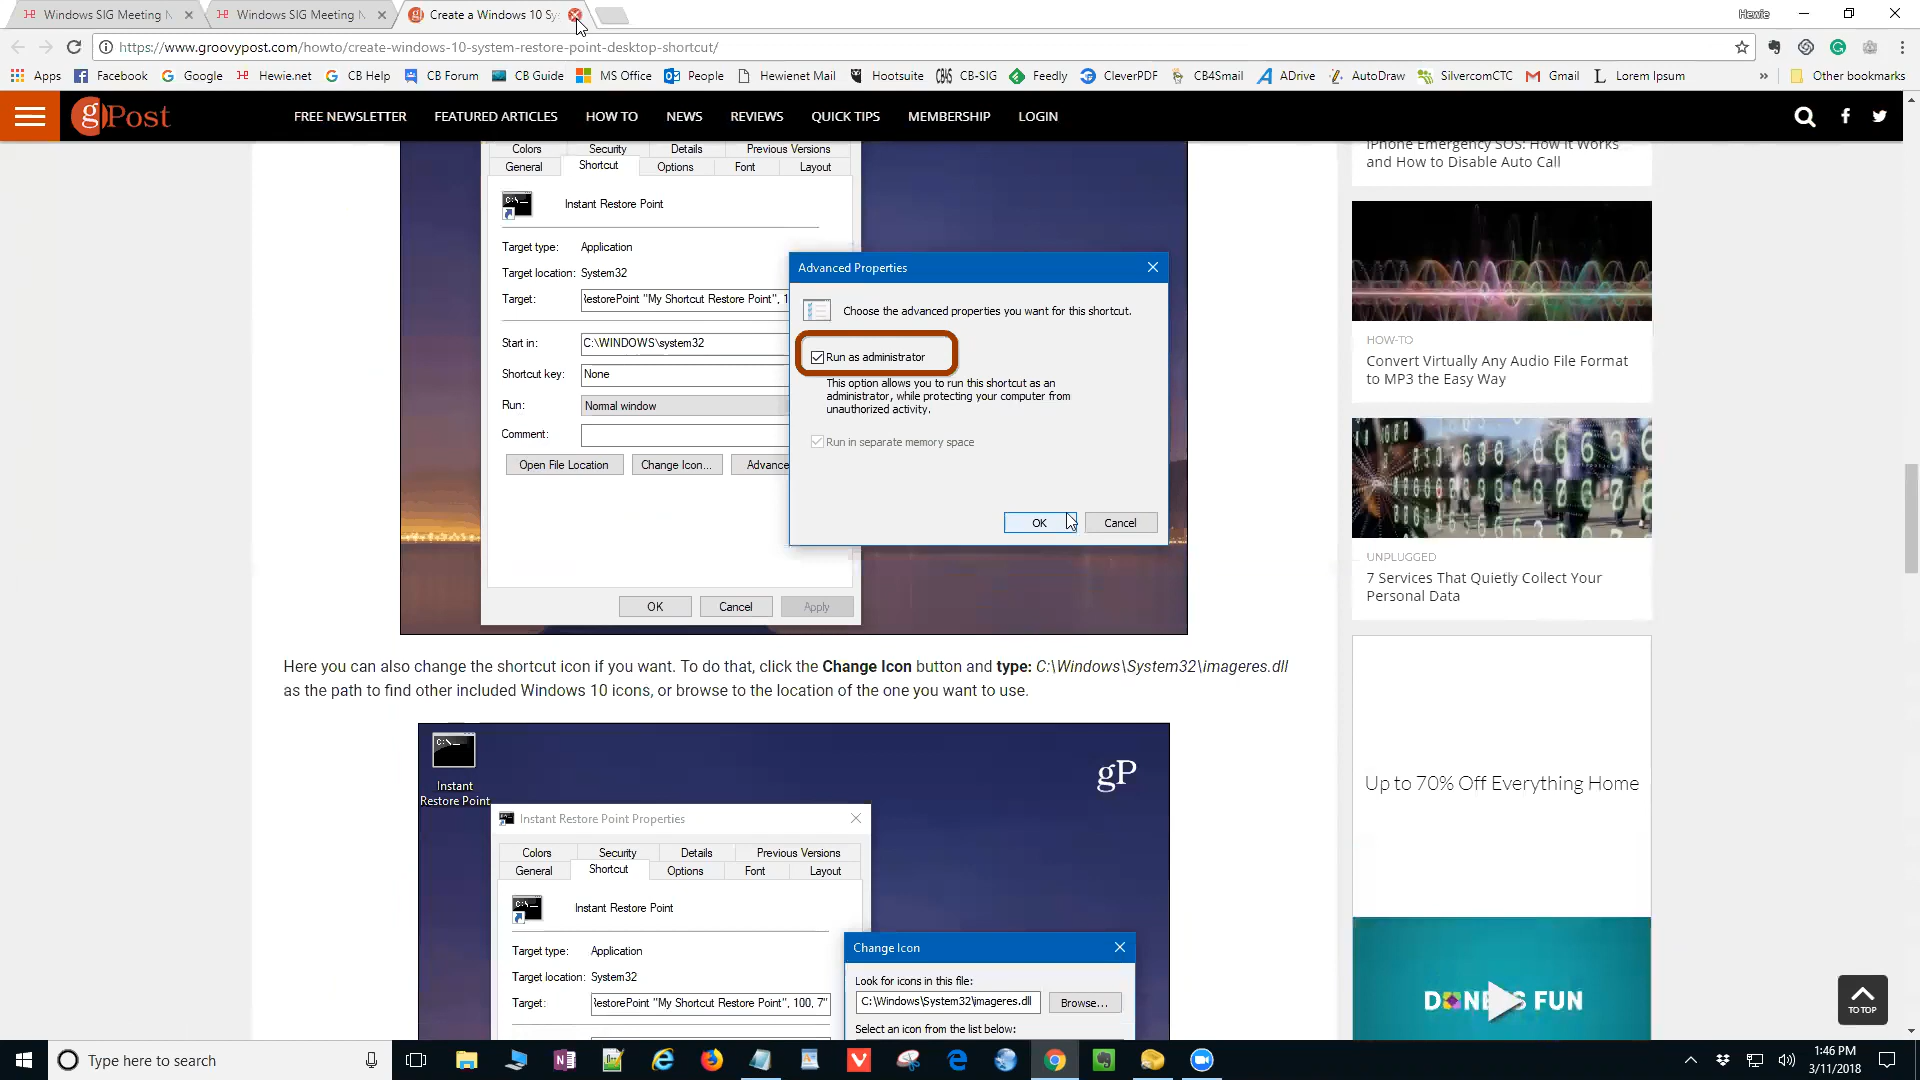 Windows SIG Meeting N
Windows SIG Meeting N
Create a Windows 10 Sy
Hewie
https://www.groovypost.com/howto/create-windows-10-system-restore-point-desktop-shortcut/
Apps
Facebook
Google
Hewie.net
CB Help
CB Forum
CB Guide
MS Office
People
Hewienet Mail
Hootsuite
CB-SIG
Feedly
CleverPDF
CB4Smail
ADrive
AutoDraw
SilvercomCTC
Gmail
Lorem Ipsum
»
Other bookmarks
gPost
FREE NEWSLETTER
FEATURED ARTICLES
HOW TO
NEWS
REVIEWS
QUICK TIPS
MEMBERSHIP
LOGIN
Colors
Security
Details
Previous Versions
General
Shortcut
Options
Font
Layout
Instant Restore Point
Target type: Application
Target location: System32
Target: RestorePoint "My Shortcut Restore Point", 1
Start in: C:\WINDOWS\system32
Shortcut key: None
Run: Normal window
Comment:
Open File Location
Change Icon...
Advance
OK
Cancel
Apply
Advanced Properties
Choose the advanced properties you want for this shortcut.
Run as administrator
This option allows you to run this shortcut as an
administrator, while protecting your computer from
unauthorized activity.
Run in separate memory space
OK
Cancel
iPhone Emergency SOS: How It Works
and How to Disable Auto Call
HOW-TO
Convert Virtually Any Audio File Format
to MP3 the Easy Way
UNPLUGGED
7 Services That Quietly Collect Your
Personal Data
Up to 70% Off Everything Home
TO TOP
Here you can also change the shortcut icon if you want. To do that, click the Change Icon button and type: C:\Windows\System32\imageres.dll
as the path to find other included Windows 10 icons, or browse to the location of the one you want to use.
Instant
Restore Point
gP
Instant Restore Point Properties
Colors
Security
Details
Previous Versions
General
Shortcut
Options
Font
Layout
Instant Restore Point
Target type: Application
Target location: System32
Target: RestorePoint "My Shortcut Restore Point", 100, 7"
Change Icon
Look for icons in this file:
C:\Windows\System32\imageres.dll
Browse...
Select an icon from the list below:
Type here to search
1:46 PM
3/11/2018